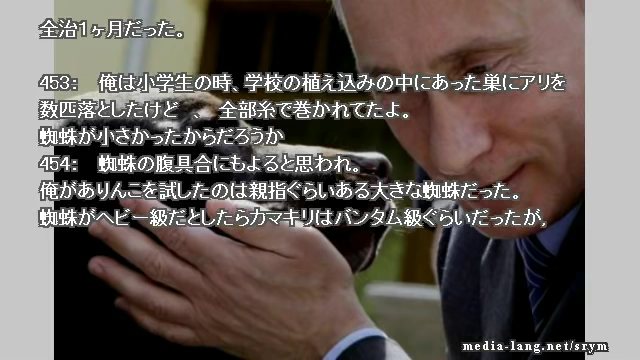 全治1ヶ月だった。
453:　俺は小学生の時、学校の植え込みの中にあった巣にアリを
数匹落としたけど　、　全部糸で巻かれてたよ。
蜘蛛が小さかったからだろうか
454:　蜘蛛の腹具合にもよると思われ。
俺がありんこを試したのは親指ぐらいある大きな蜘蛛だった。
蜘蛛がヘビー級だとしたらカマキリはバンタム級ぐらいだったが,
media-lang.net/srym